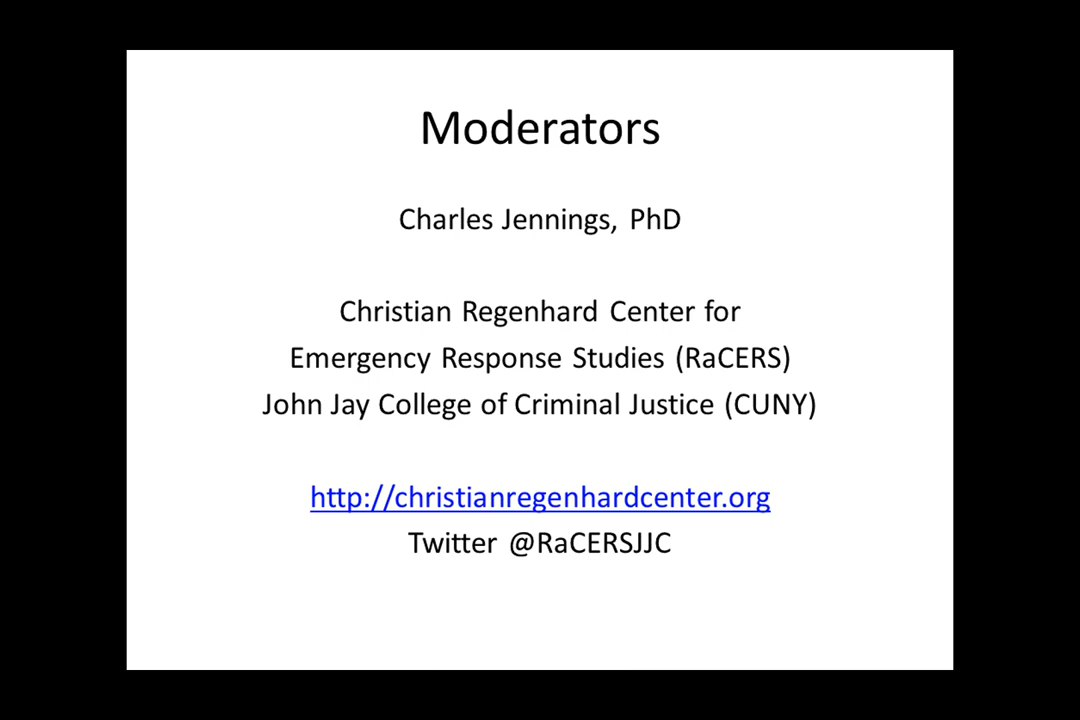 Moderators
Charles Jennings, PhD
Christian Regenhard Center for
Emergency Response Studies (RaCERS)
John Jay College of Criminal Justice (CUNY)
http://christianregenhardcenter.org
Twitter @RaCERSJJC